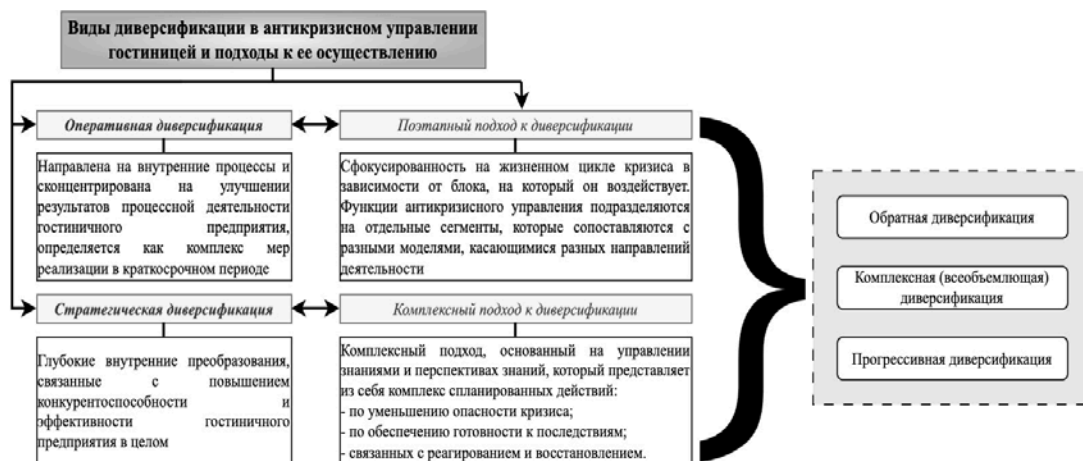 Виды диверсификации в антикризисном управлении
гостиницей и подходы к ее осуществлению
Оперативная диверсификация
Поэтапный подход к диверсификации
Направлена на внутренние процессы и
сконцентрирована на улучшении
результатов процессной деятельности
гостиничного предприятия,
определяется как комплекс мер
реализации в краткосрочном периоде
Сфокусированность на жизненном цикле кризиса в
зависимости от блока, на который он воздействует.
Функции антикризисного управления подразделяются
на отдельные сегменты, которые сопоставляются с
разными моделями, касающимися разных направлений
деятельности
Стратегическая диверсификация
Комплексный подход к диверсификации
Глубокие внутренние преобразования,
связанные с повышением
конкурентоспособности и
эффективности гостиничного
предприятия в целом
Комплексный подход, основанный на управлении
знаниями и перспективах знаний, который представляет
из себя комплекс спланированных действий:
- по уменьшению опасности кризиса;
- по обеспечению готовности к последствиям;
- связанных с реагированием и восстановлением.
Обратная диверсификация
Комплексная (всеобъемлющая)
диверсификация
Прогрессивная диверсификация